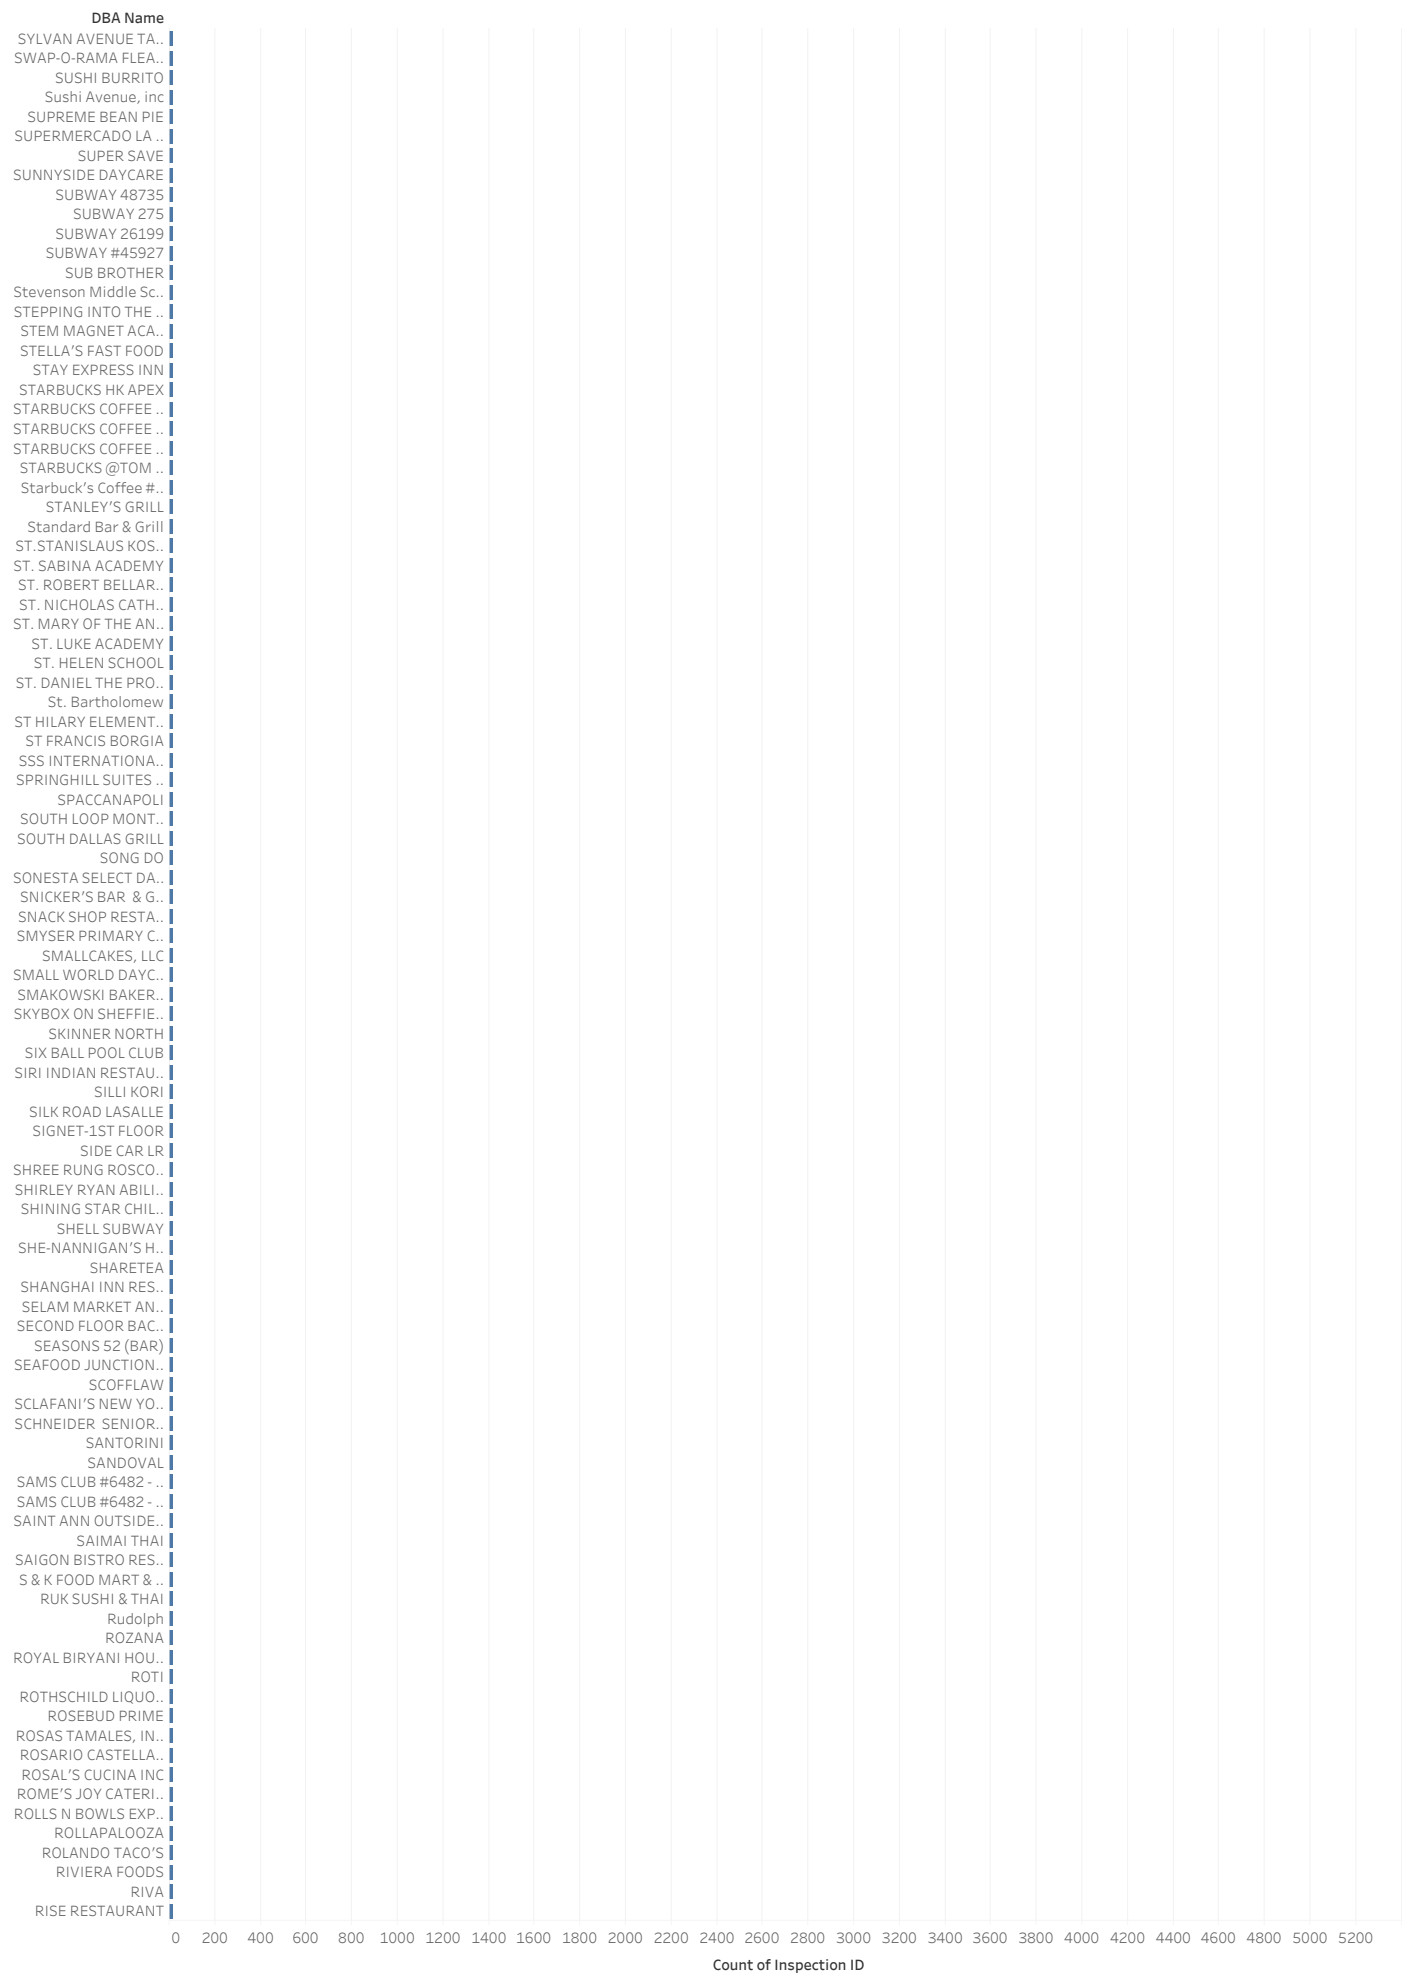 DBA Name
SYLVAN AVENUE TA..
SWAP-O-RAMA FLEA..
SUSHI BURRITO
Sushi Avenue, inc
SUPREME BEAN PIE
SUPERMERCADO LA ..
SUPER SAVE
SUNNYSIDE DAYCARE
SUBWAY 48735
SUBWAY 275
SUBWAY 26199
SUBWAY #45927
SUB BROTHER
Stevenson Middle Sc..
STEPPING INTO THE ..
STEM MAGNET ACA..
STELLA'S FAST FOOD
STAY EXPRESS INN
STARBUCKS HK APEX
STARBUCKS COFFEE ..
STARBUCKS COFFEE ..
STARBUCKS COFFEE ..
STARBUCKS @TOM ..
Starbuck's Coffee #..
STANLEY'S GRILL
Standard Bar & Grill
ST.STANISLAUS KOS..
ST. SABINA ACADEMY
ST. ROBERT BELLAR..
ST. NICHOLAS CATH..
ST. MARY OF THE AN..
ST. LUKE ACADEMY
ST. HELEN SCHOOL
ST. DANIEL THE PRO..
St. Bartholomew
ST HILARY ELEMENT..
ST FRANCIS BORGIA
SSS INTERNATIONA..
SPRINGHILL SUITES ..
SPACCANAPOLI
SOUTH LOOP MONT..
SOUTH DALLAS GRILL
SONG DO
SONESTA SELECT DA..
SNICKER'S BAR  & G..
SNACK SHOP RESTA..
SMYSER PRIMARY C..
SMALLCAKES, LLC
SMALL WORLD DAYC..
SMAKOWSKI BAKER..
SKYBOX ON SHEFFIE..
SKINNER NORTH
SIX BALL POOL CLUB
SIRI INDIAN RESTAU..
SILLI KORI
SILK ROAD LASALLE
SIGNET-1ST FLOOR
SIDE CAR LR
SHREE RUNG ROSCO..
SHIRLEY RYAN ABILI..
SHINING STAR CHIL..
SHELL SUBWAY
SHE-NANNIGAN'S H..
SHARETEA
SHANGHAI INN RES..
SELAM MARKET AN..
SECOND FLOOR BAC..
SEASONS 52 (BAR)
SEAFOOD JUNCTION..
SCOFFLAW
SCLAFANI'S NEW YO..
SCHNEIDER  SENIOR..
SANTORINI
SANDOVAL
SAMS CLUB #6482 - ..
SAMS CLUB #6482 - ..
SAINT ANN OUTSIDE..
SAIMAI THAI
SAIGON BISTRO RES..
S & K FOOD MART & ..
RUK SUSHI & THAI
Rudolph
ROZANA
ROYAL BIRYANI HOU..
ROTI
ROTHSCHILD LIQUO..
ROSEBUD PRIME
ROSAS TAMALES, IN..
ROSARIO CASTELLA..
ROSAL'S CUCINA INC
ROME'S JOY CATERI..
ROLLS N BOWLS EXP..
ROLLAPALOOZA
ROLANDO TACO'S
RIVIERA FOODS
RIVA
RISE RESTAURANT
0 200 400 600 800 1000 1200 1400 1600 1800 2000 2200 2400 2600 2800 3000 3200 3400 3600 3800 4000 4200 4400 4600 4800 5000 5200
Count of Inspection ID